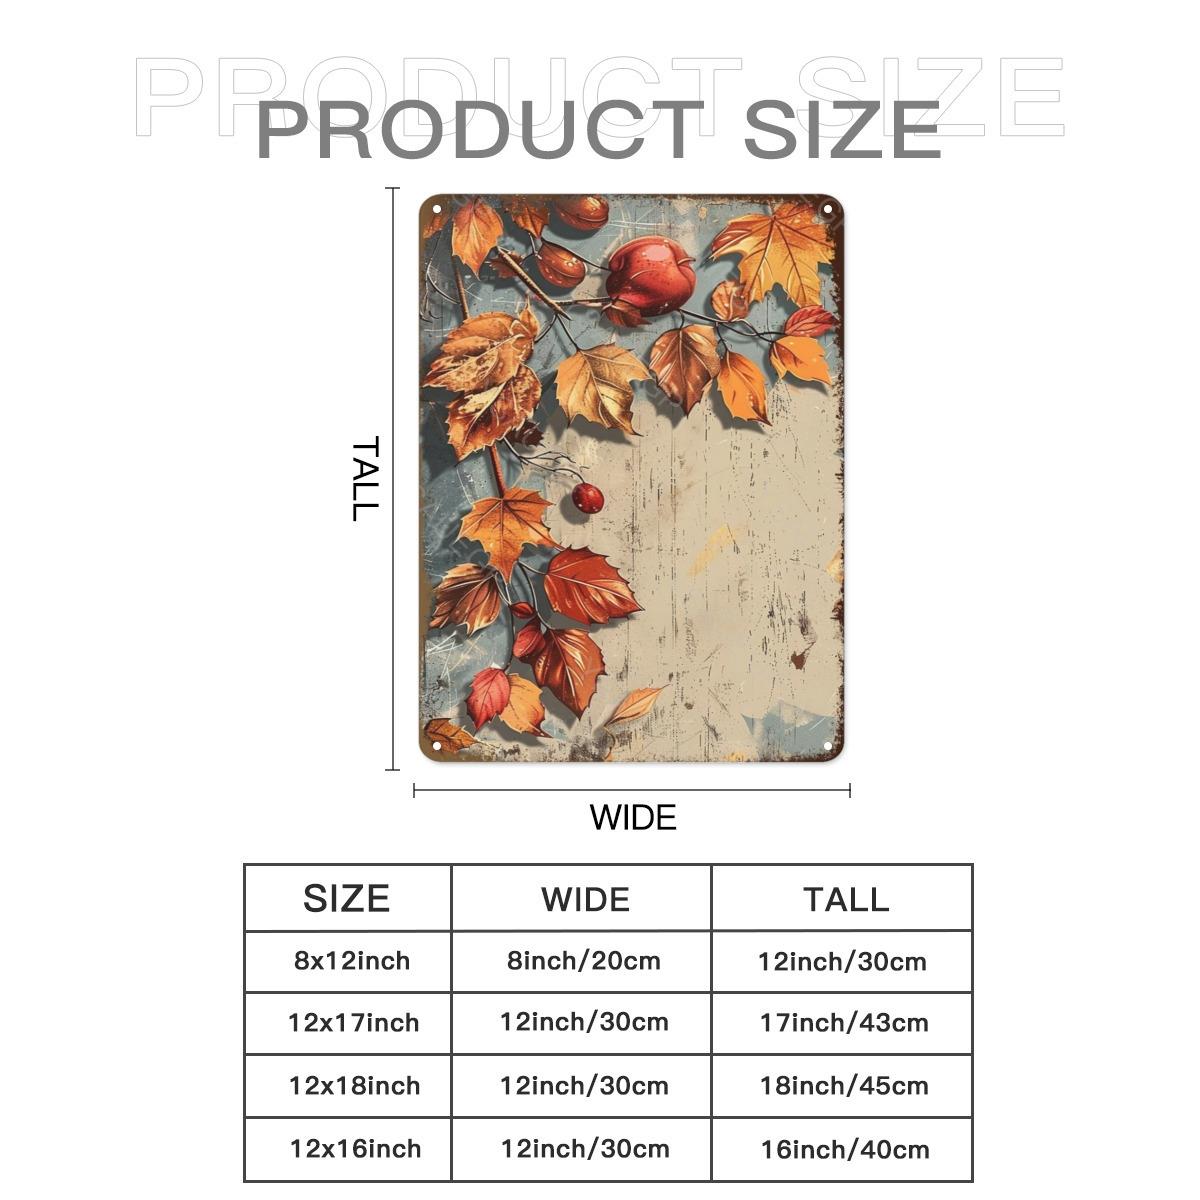 PRODUCT SIZE
PRODUCT SIZE
TALL
WIDE
SIZE WIDE TALL
8x12inch 8inch/20cm 12inch/30cm
12x17inch 12inch/30cm 17inch/43cm
12x18inch 12inch/30cm 18inch/45cm
12x16inch 12inch/30cm 16inch/40cm